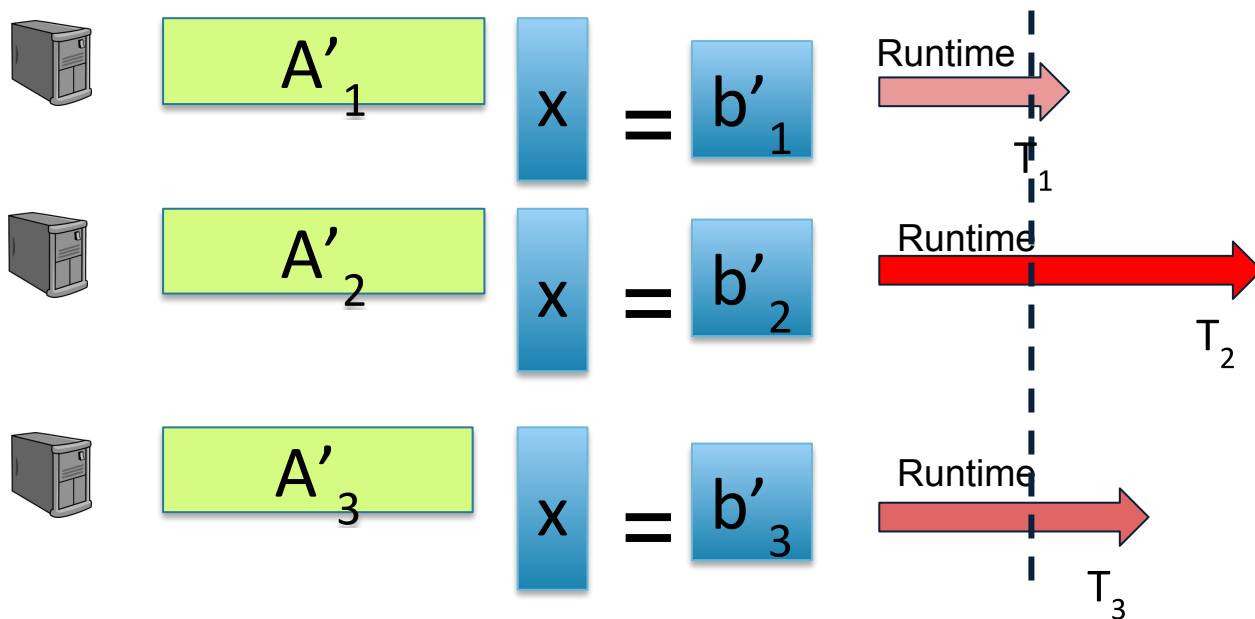 A’₁ x = b’₁ Runtime
T₁
A’₂ x = b’₂ Runtime
T₂
A’₃ x = b’₃ Runtime
T₃